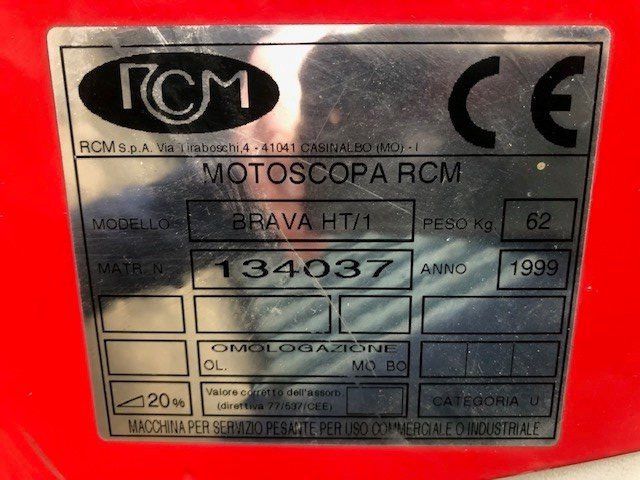 RCM
CE
RCM S.p.A. Via Tiraboschi,4 - 41041 CASINALBO (MO) - I
MOTOSCOPA RCM
MODELLO BRAVA HT/1 PESO Kg. 62
MATR. N. 134037 ANNO 1999
OMOLOGAZIONE
OL. MO BO
20% Valore corretto dell'assorb. (direttiva 77/537/CEE) CATEGORIA U
MACCHINA PER SERVIZIO PESANTE PER USO COMMERCIALE O INDUSTRIALE